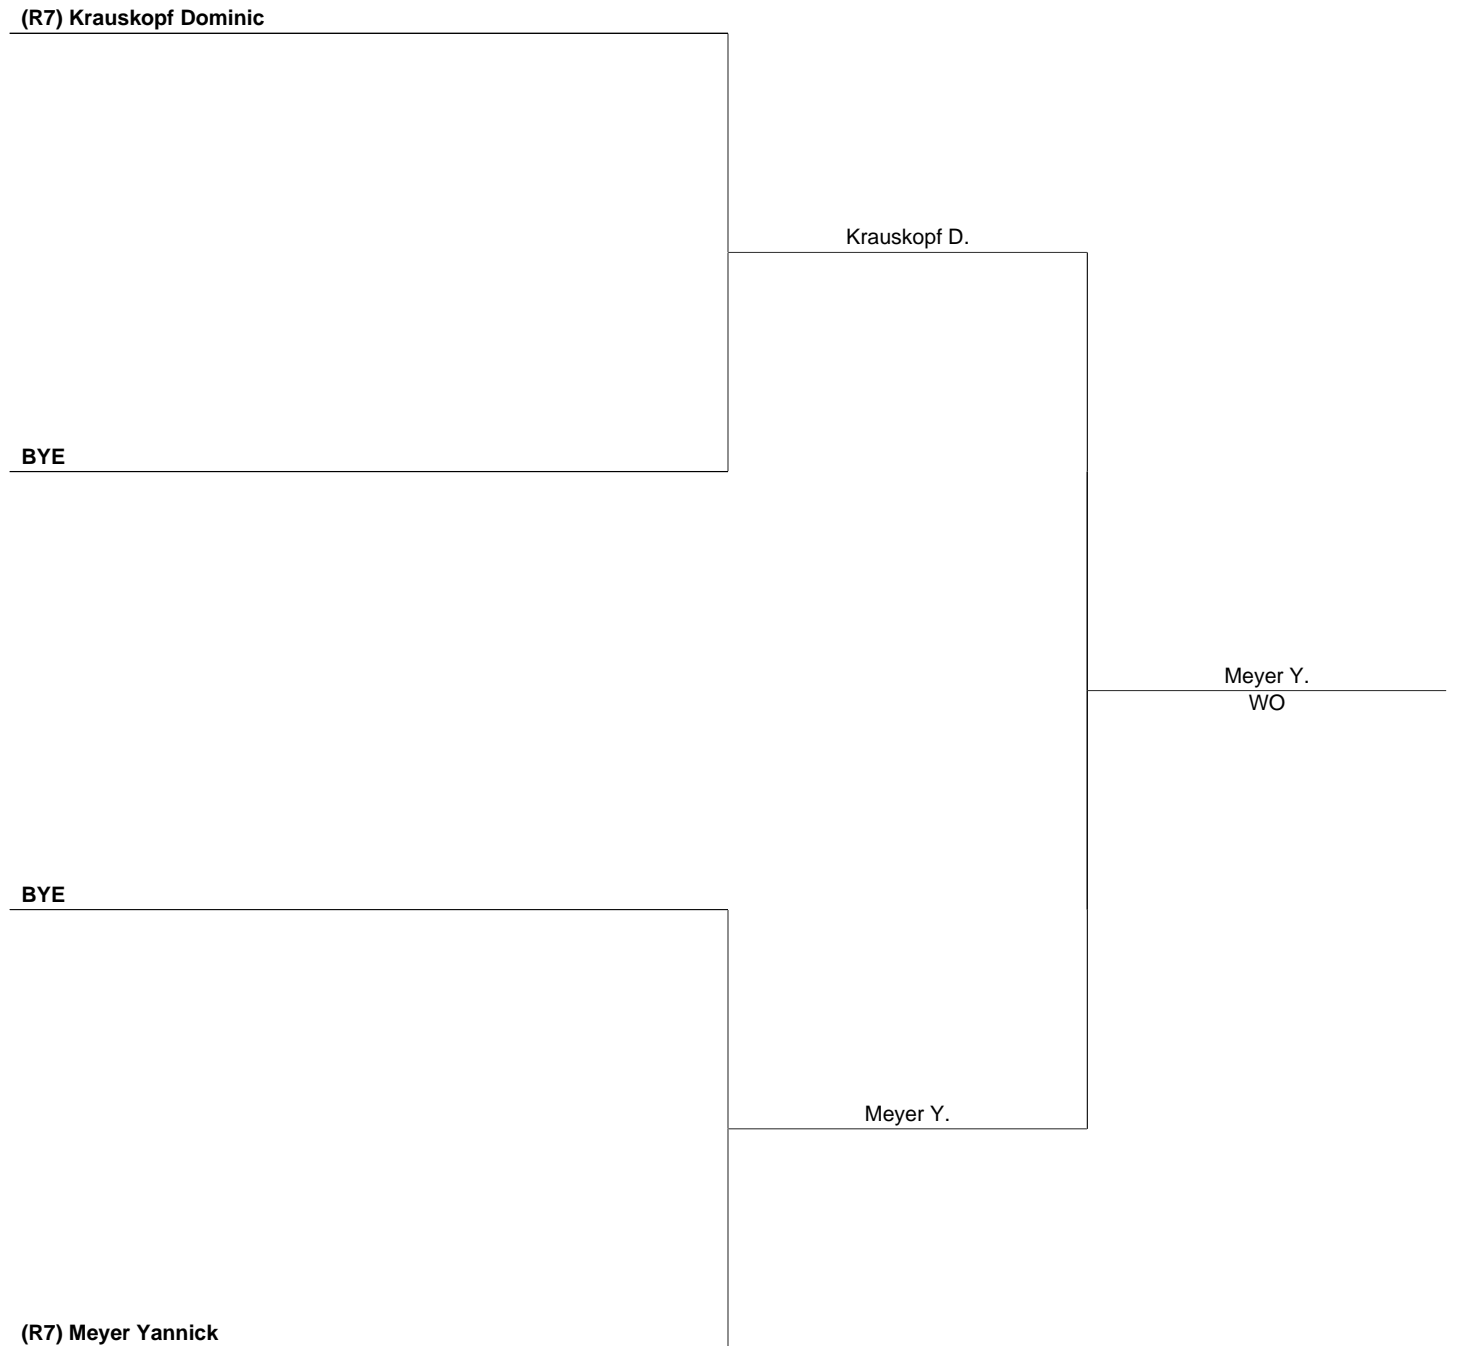 (R7) Krauskopf Dominic
Krauskopf D.
BYE
Meyer Y.
WO
BYE
Meyer Y.
(R7) Meyer Yannick